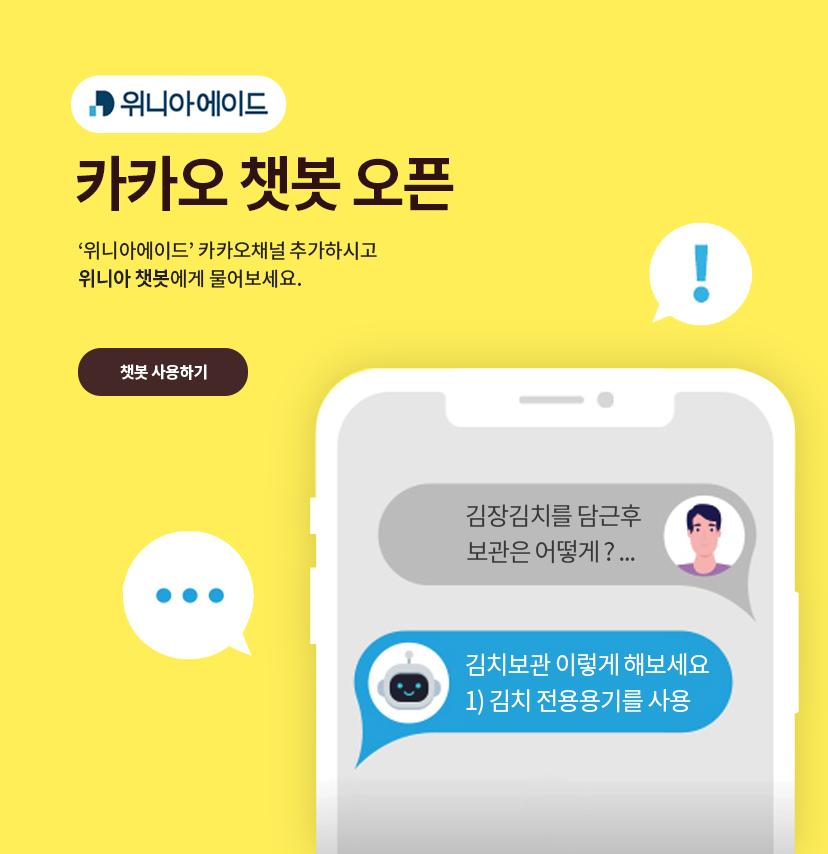 위니아에이드
카카오 챗봇 오픈
‘위니아에이드’ 카카오채널 추가하시고
위니아 챗봇에게 물어보세요.
챗봇 사용하기
!
김장김치를 담근후
보관은 어떻게 ? ...
김치보관 이렇게 해보세요
1) 김치 전용용기를 사용